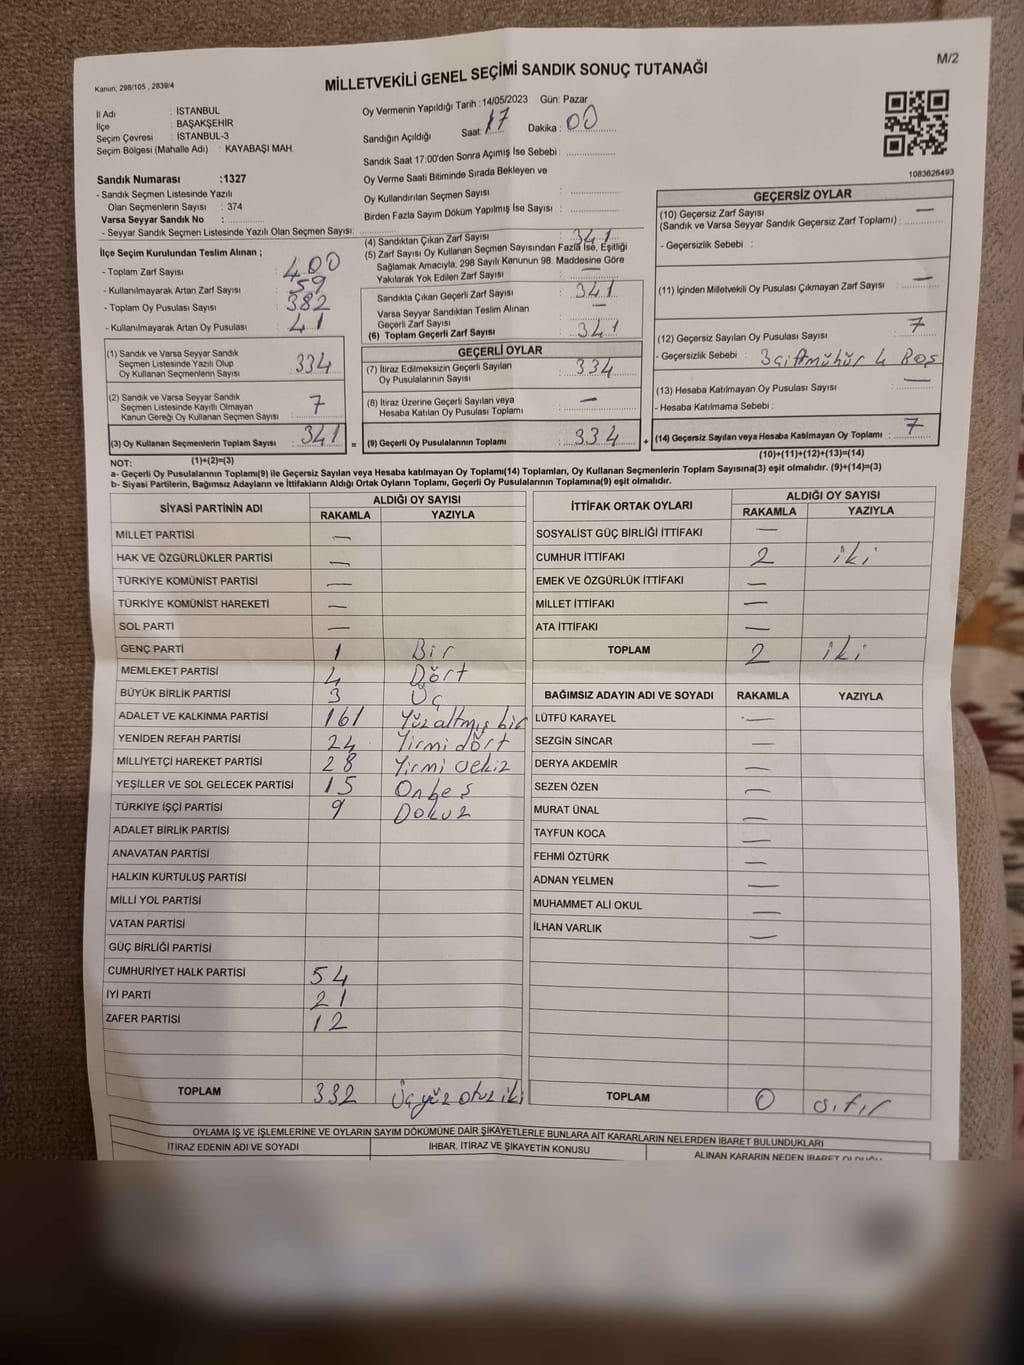 M/2
Kanun, 298/105 , 2839/4
MİLLETVEKİLİ GENEL SEÇİMİ SANDIK SONUÇ TUTANAĞI
İl Adı : İSTANBUL
İlçe : BAŞAKŞEHİR
Seçim Çevresi : İSTANBUL-3
Seçim Bölgesi (Mahalle Adı) : KAYABAŞI MAH.
Oy Vermenin Yapıldığı Tarih : 14/05/2023 Gün: Pazar
Sandığın Açıldığı Saat: 17 Dakika : 00
Sandık Saat 17:00'den Sonra Açımış İse Sebebi :
Oy Verme Saati Bitiminde Sırada Bekleyen ve
Oy Kullandırılan Seçmen Sayısı :
Birden Fazla Sayım Döküm Yapılmış İse Sayısı :
1083626493
Sandık Numarası :1327
- Sandık Seçmen Listesinde Yazılı
Olan Seçmenlerin Sayısı : 374
Varsa Seyyar Sandık No :
- Seyyar Sandık Seçmen Listesinde Yazılı Olan Seçmen Sayısı:
İlçe Seçim Kurulundan Teslim Alınan ;
- Toplam Zarf Sayısı : 400
- Kullanılmayarak Artan Zarf Sayısı : 59
- Toplam Oy Pusulası Sayısı : 382
- Kullanılmayarak Artan Oy Pusulası : 41
(1) Sandık ve Varsa Seyyar Sandık
Seçmen Listesinde Yazılı Olup
Oy Kullanan Seçmenlerin Sayısı : 334
(2) Sandık ve Varsa Seyyar Sandık
Seçmen Listesinde Kayıtlı Olmayan
Kanun Gereği Oy Kullanan Seçmen Sayısı : 7
(3) Oy Kullanan Seçmenlerin Toplam Sayısı : 341 =
(1)+(2)=(3)
(4) Sandıktan Çıkan Zarf Sayısı : 341
(5) Zarf Sayısı Oy Kullanan Seçmen Sayısından Fazla İse, Eşitliği
Sağlamak Amacıyla, 298 Sayılı Kanunun 98. Maddesine Göre
Yakılarak Yok Edilen Zarf Sayısı : —
Sandıkta Çıkan Geçerli Zarf Sayısı : 341
Varsa Seyyar Sandıktan Teslim Alınan
Geçerli Zarf Sayısı : —
(6) Toplam Geçerli Zarf Sayısı : 341
GEÇERLİ OYLAR
(7) İtiraz Edilmeksizin Geçerli Sayılan
Oy Pusulalarının Sayısı : 334
(8) İtiraz Üzerine Geçerli Sayılan veya
Hesaba Katılan Oy Pusulası Toplamı : —
(9) Geçerli Oy Pusulalarının Toplamı : 334 +
GEÇERSİZ OYLAR
(10) Geçersiz Zarf Sayısı —
(Sandık ve Varsa Seyyar Sandık Geçersiz Zarf Toplamı) :
- Geçersizlik Sebebi :
(11) İçinden Milletvekili Oy Pusulası Çıkmayan Zarf Sayısı : —
(12) Geçersiz Sayılan Oy Pusulası Sayısı : 7
- Geçersizlik Sebebi : 3 çift mühür 4 Boş
(13) Hesaba Katılmayan Oy Pusulası Sayısı : —
- Hesaba Katılmama Sebebi :
(14) Geçersiz Sayılan veya Hesaba Katılmayan Oy Toplamı : 7
(10)+(11)+(12)+(13)=(14)
NOT:
a- Geçerli Oy Pusulalarının Toplamı(9) ile Geçersiz Sayılan veya Hesaba katılmayan Oy Toplamı(14) Toplamları, Oy Kullanan Seçmenlerin Toplam Sayısına(3) eşit olmalıdır. (9)+(14)=(3)
b- Siyasi Partilerin, Bağımsız Adayların ve İttifakların Aldığı Ortak Oyların Toplamı, Geçerli Oy Pusulalarının Toplamına(9) eşit olmalıdır.
SİYASİ PARTİNİN ADI ALDIĞI OY SAYISI
RAKAMLA YAZIYLA
MİLLET PARTİSİ —
HAK VE ÖZGÜRLÜKLER PARTİSİ —
TÜRKİYE KOMÜNİST PARTİSİ —
TÜRKİYE KOMÜNİST HAREKETİ —
SOL PARTİ —
GENÇ PARTİ 1 Bir
MEMLEKET PARTİSİ 4 Dört
BÜYÜK BİRLİK PARTİSİ 3 Üç
ADALET VE KALKINMA PARTİSİ 161 Yüzaltmış bir
YENİDEN REFAH PARTİSİ 24 Yirmi dört
MİLLİYETÇİ HAREKET PARTİSİ 28 Yirmi sekiz
YEŞİLLER VE SOL GELECEK PARTİSİ 15 Onbeş
TÜRKİYE İŞÇİ PARTİSİ 9 Dokuz
ADALET BİRLİK PARTİSİ
ANAVATAN PARTİSİ
HALKIN KURTULUŞ PARTİSİ
MİLLİ YOL PARTİSİ
VATAN PARTİSİ
GÜÇ BİRLİĞİ PARTİSİ
CUMHURİYET HALK PARTİSİ 54
İYİ PARTİ 21
ZAFER PARTİSİ 12
TOPLAM 332 Üçyüz otuz iki
İTTİFAK ORTAK OYLARI ALDIĞI OY SAYISI
RAKAMLA YAZIYLA
SOSYALİST GÜÇ BİRLİĞİ İTTİFAKI —
CUMHUR İTTİFAKI 2 iki
EMEK VE ÖZGÜRLÜK İTTİFAKI —
MİLLET İTTİFAKI —
ATA İTTİFAKI —
TOPLAM 2 iki
BAĞIMSIZ ADAYIN ADI VE SOYADI RAKAMLA YAZIYLA
LÜTFÜ KARAYEL —
SEZGİN SİNCAR —
DERYA AKDEMİR —
SEZEN ÖZEN —
MURAT ÜNAL —
TAYFUN KOCA —
FEHMİ ÖZTÜRK —
ADNAN YELMEN —
MUHAMMET ALİ OKUL —
İLHAN VARLIK —
TOPLAM 0 sıfır
OYLAMA İŞ VE İŞLEMLERİNE VE OYLARIN SAYIM DÖKÜMÜNE DAİR ŞİKAYETLERLE BUNLARA AİT KARARLARIN NELERDEN İBARET BULUNDUKLARI
İTİRAZ EDENİN ADI VE SOYADI İHBAR, İTİRAZ VE ŞİKAYETİN KONUSU ALINAN KARARIN NEDEN İBARET OLDUĞU